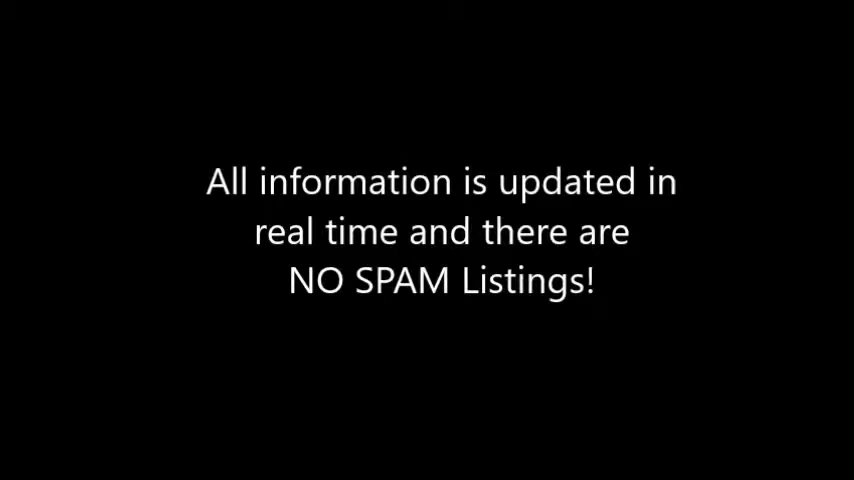 All information is updated in
real time and there are
NO SPAM Listings!